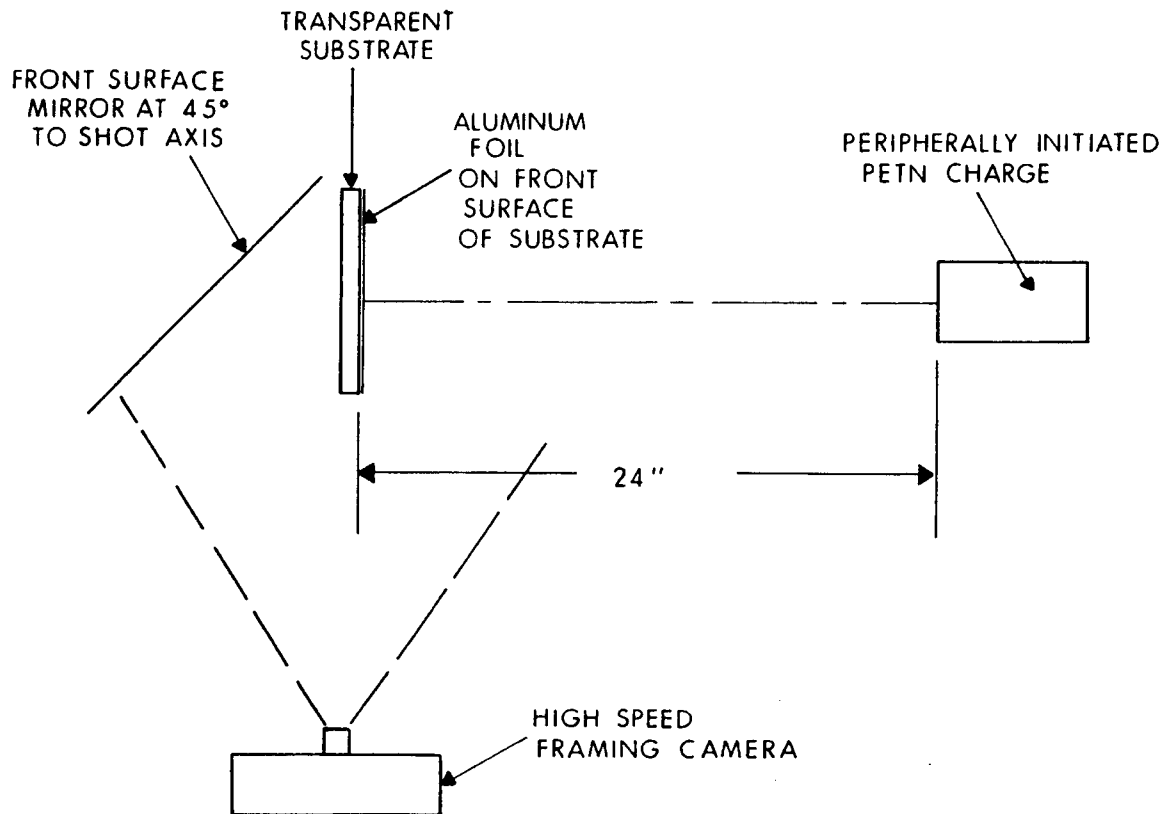 TRANSPARENT
SUBSTRATE
FRONT SURFACE
MIRROR AT 45°
TO SHOT AXIS
ALUMINUM
FOIL
ON FRONT
SURFACE
OF SUBSTRATE
PERIPHERALLY INITIATED
PETN CHARGE
24"
HIGH SPEED
FRAMING CAMERA